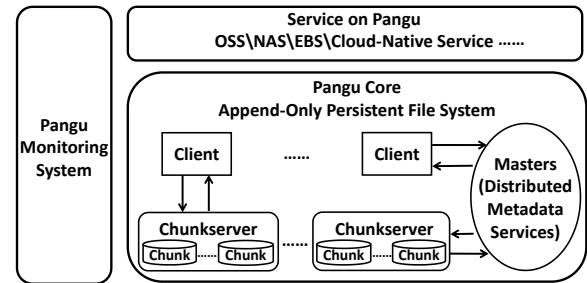 Pangu
Monitoring
System
Service on Pangu
OSS\NAS\EBS\Cloud-Native Service ......
Pangu Core
Append-Only Persistent File System
Client
......
Client
Masters
(Distributed
Metadata
Services)
Chunkserver
Chunk ...... Chunk
......
Chunkserver
Chunk ...... Chunk